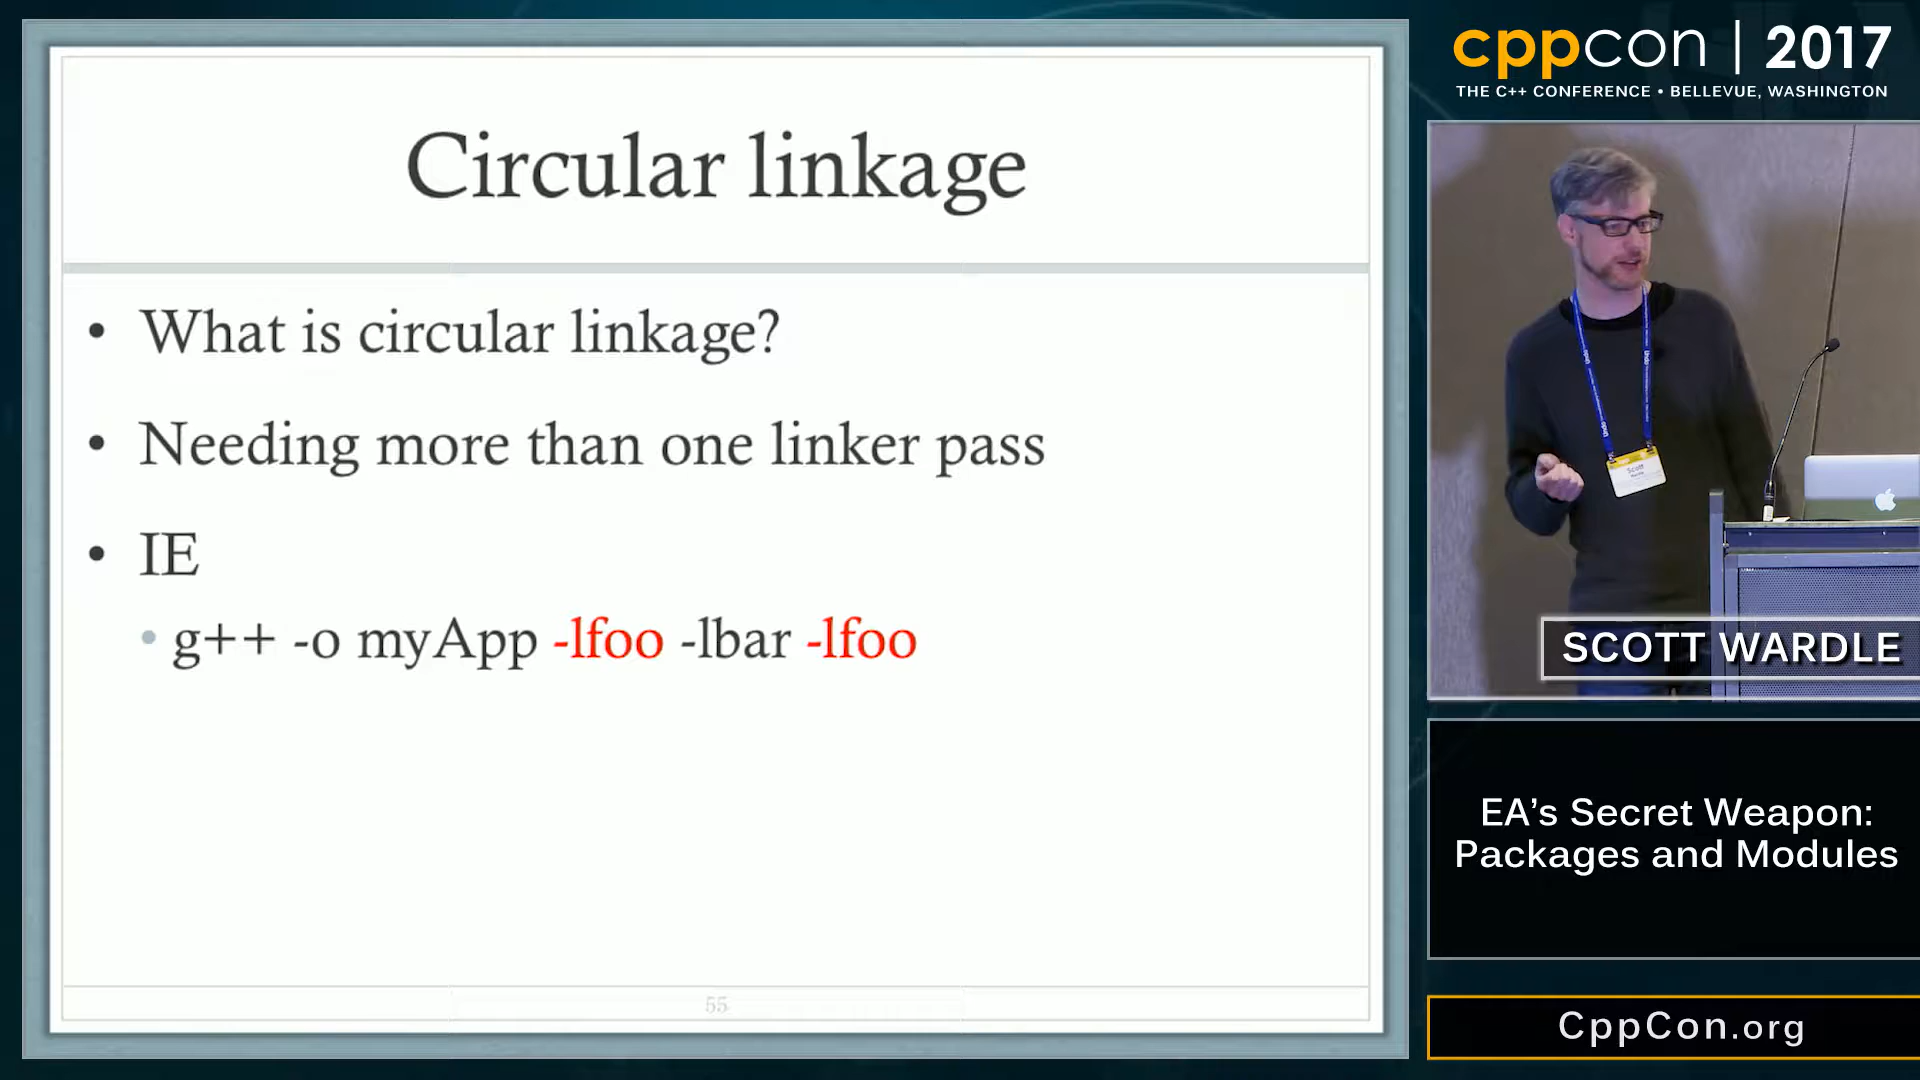 Circular linkage
• What is circular linkage?
• Needing more than one linker pass
• IE
• g++ -o myApp -lfoo -lbar -lfoo
55
cppcon | 2017
THE C++ CONFERENCE • BELLEVUE, WASHINGTON
Scott
SCOTT WARDLE
EA's Secret Weapon:
Packages and Modules
CppCon.org